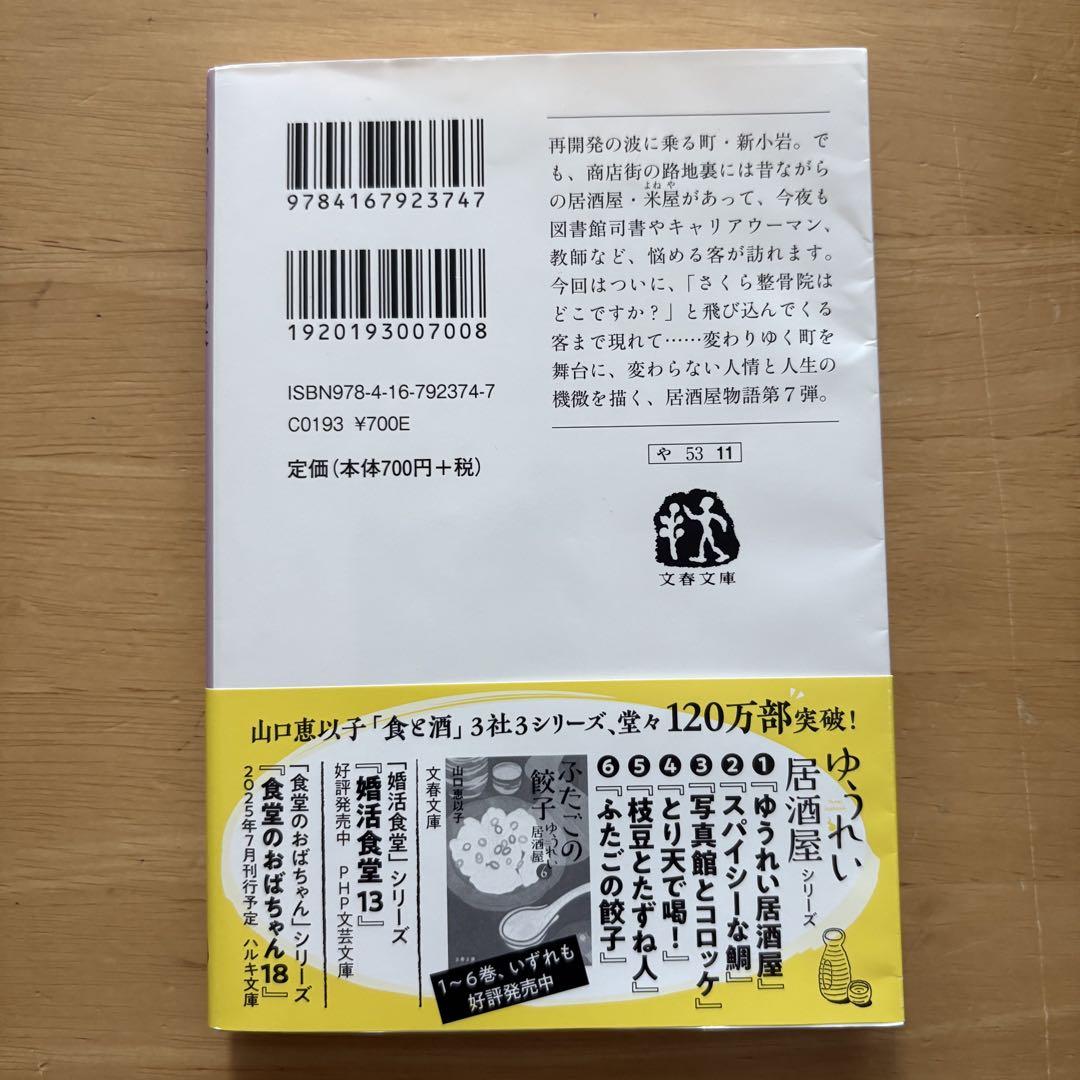 9784167923747
1920193007008
ISBN978-4-16-792374-7
C0193 ¥700E
定価(本体700円+税)
再開発の波に乗る町・新小岩。で
も、商店街の路地裏には昔ながら
よねや
の居酒屋・米屋があって、今夜も
図書館司書やキャリアウーマン、
教師など、悩める客が訪れます。
今回はついに、「さくら整骨院は
どこですか?」と飛び込んでくる
客まで現れて……変わりゆく町を
舞台に、変わらない人情と人生の
機微を描く、居酒屋物語第7弾。
や 53 11
文春文庫
山口恵以子「食と酒」3社3シリーズ、堂々120万部突破!
ゆうれい
居酒屋シリーズ
❶『ゆうれい居酒屋』
❷『スパイシーな鯛』
❸『写真館とコロッケ』
❹『とり天で喝!』
❺『枝豆とたずね人』
❻『ふたごの餃子』
ふたごの
餃子
ゆうれい
居酒屋6
山口恵以子
文春文庫
1〜6巻、いずれも
好評発売中
文春文庫
「婚活食堂」シリーズ
『婚活食堂13』
好評発売中 PHP文芸文庫
「食堂のおばちゃん」シリーズ
『食堂のおばちゃん18』
2025年7月刊行予定 ハルキ文庫